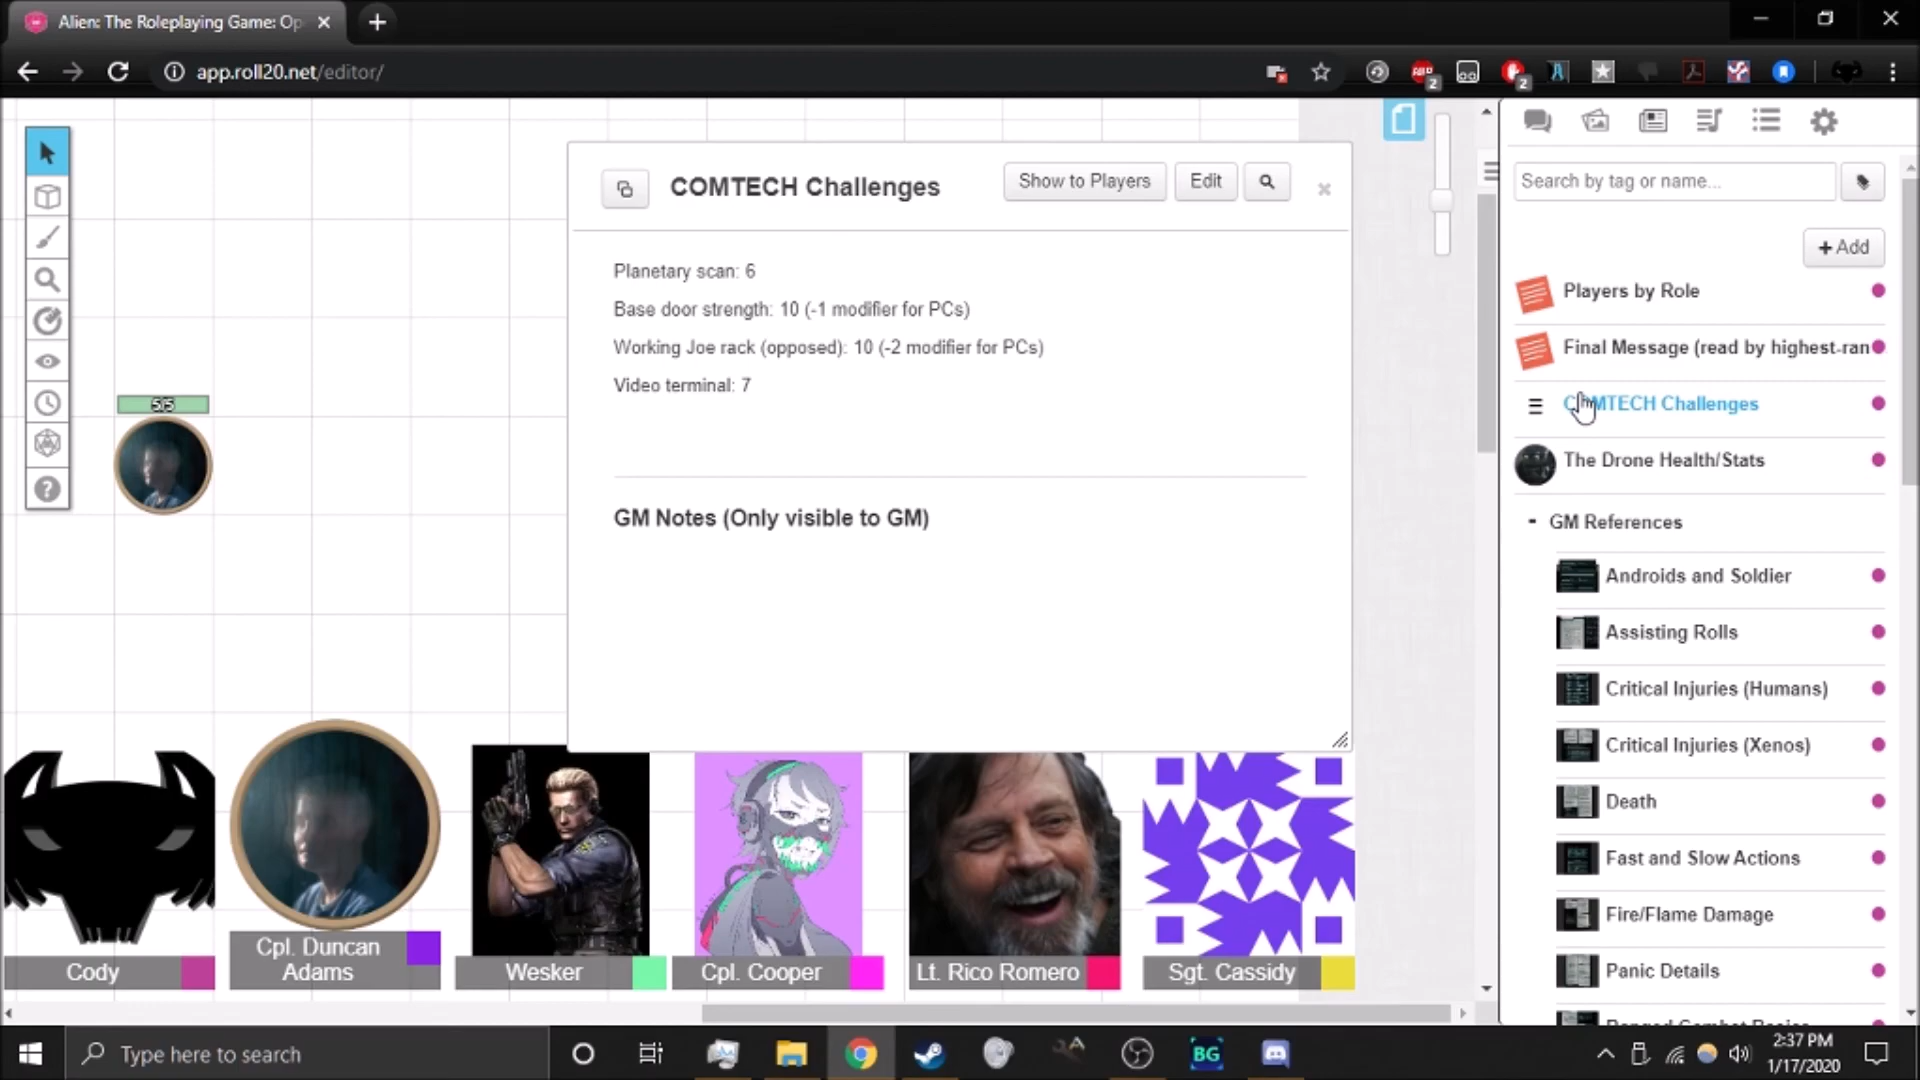 Alien: The Roleplaying Game: Op
app.roll20.net/editor/
COMTECH Challenges
Show to Players
Edit
Planetary scan: 6
Base door strength: 10 (-1 modifier for PCs)
Working Joe rack (opposed): 10 (-2 modifier for PCs)
Video terminal: 7
GM Notes (Only visible to GM)
5/5
Cody
Cpl. Duncan
Adams
Wesker
Cpl. Cooper
Lt. Rico Romero
Sgt. Cassidy
Search by tag or name...
+ Add
Players by Role
Final Message (read by highest-ran
COMTECH Challenges
The Drone Health/Stats
- GM References
Androids and Soldier
Assisting Rolls
Critical Injuries (Humans)
Critical Injuries (Xenos)
Death
Fast and Slow Actions
Fire/Flame Damage
Panic Details
Type here to search
BG
2:37 PM
1/17/2020